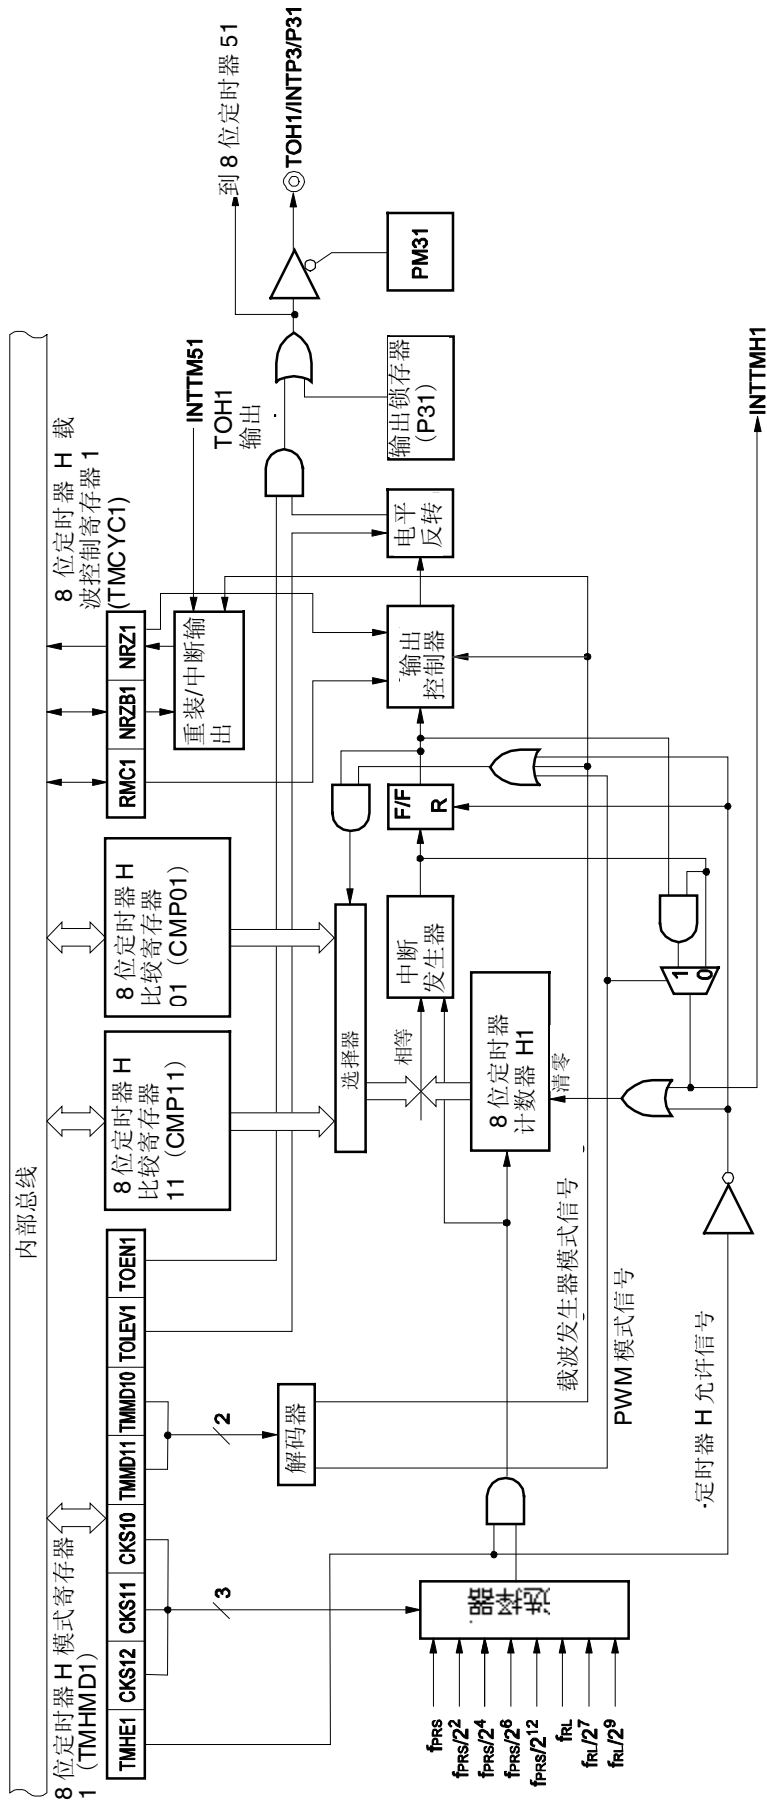 内部总线
8 位定时器 H 模式寄存器
1（TMHMD1）
TMHE1 CKS12 CKS11 CKS10 TMMD11 TMMD10 TOLEV1 TOEN1
8 位定时器 H
比较寄存器
11（CMP11）
8 位定时器 H
比较寄存器
01（CMP01）
8 位定时器 H 载
波控制寄存器 1
(TMCYC1)
RMC1 NRZB1 NRZ1
重装/中断输
出
INTTM51
TOH1
输出
到 8 位定时器 51
TOH1/INTP3/P31
PM31
输出锁存器
（P31）
3
2
解码器
选择器
相等
中断
发生器
F/F
R
输出
控制器
电平
反转
8 位定时器
计数器 H1
清零
选择器
fPRS
fPRS/2²
fPRS/2⁴
fPRS/2⁶
fPRS/2¹²
fRL
fRL/2⁷
fRL/2⁹
载波发生器模式信号
PWM 模式信号
定时器 H 允许信号
1
0
INTTMH1